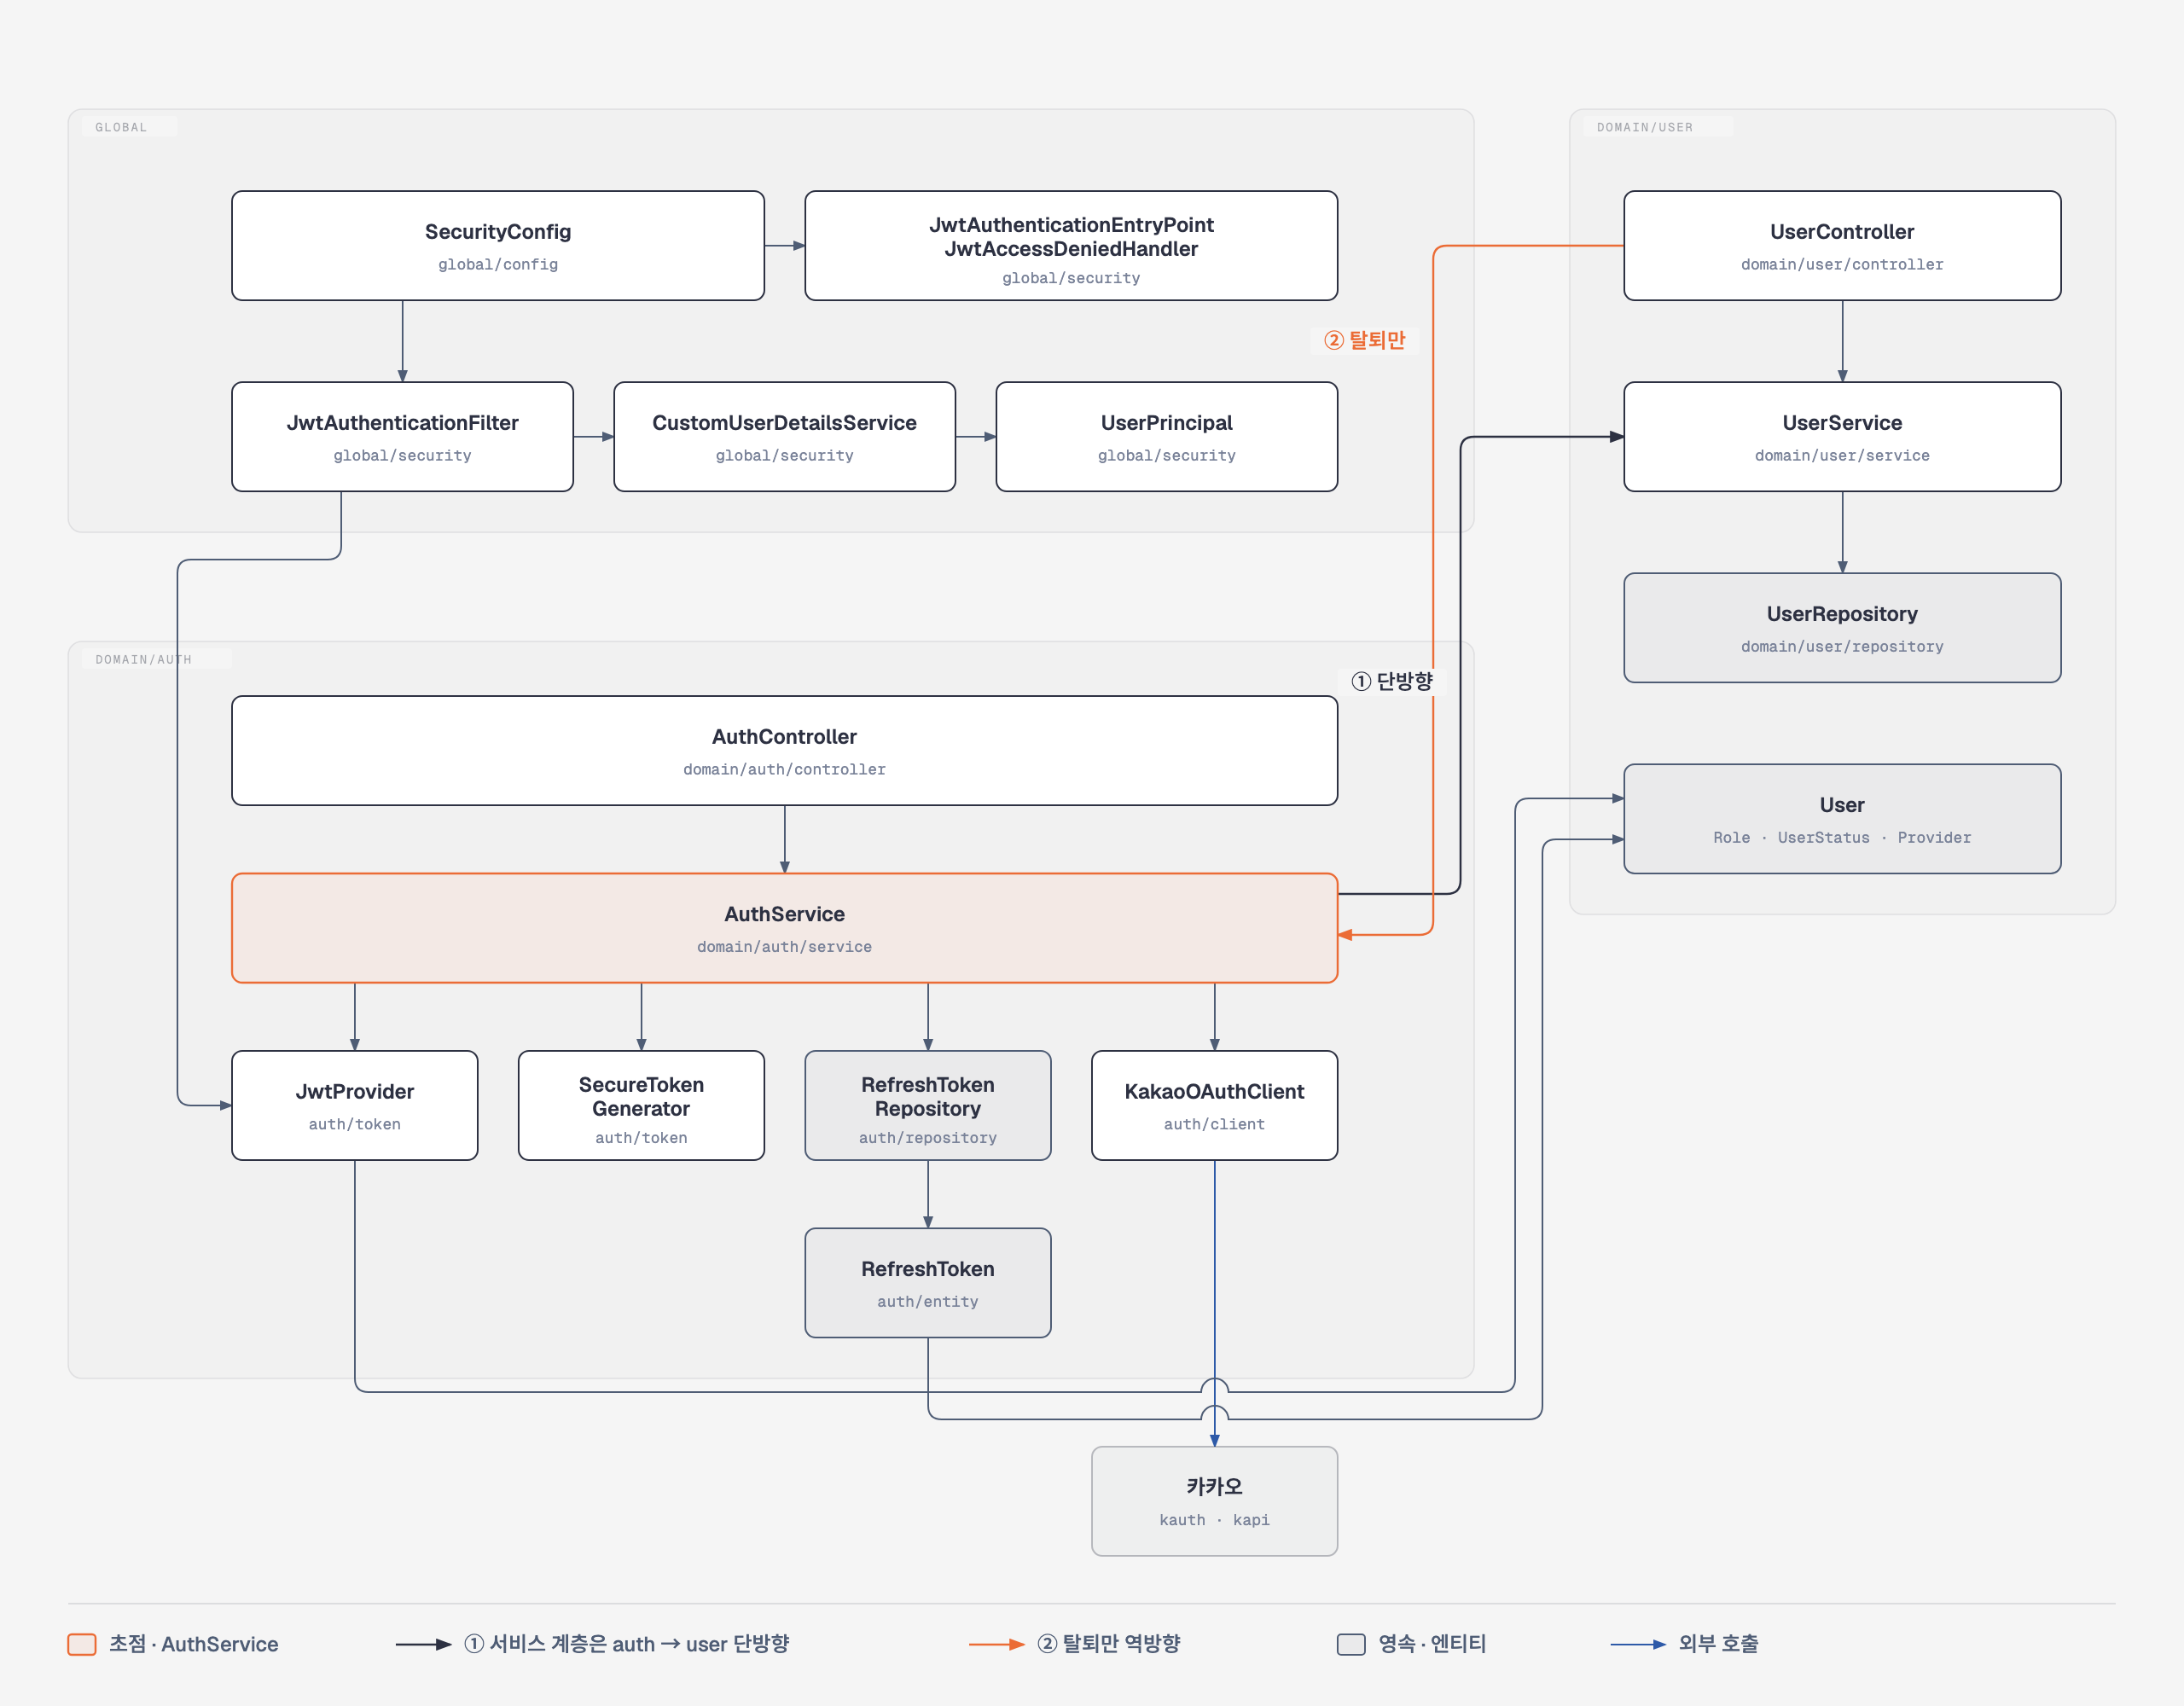 GLOBAL
SecurityConfig
global/config
JwtAuthenticationEntryPoint
JwtAccessDeniedHandler
global/security
② 탈퇴만
JwtAuthenticationFilter
global/security
CustomUserDetailsService
global/security
UserPrincipal
global/security
DOMAIN/USER
UserController
domain/user/controller
UserService
domain/user/service
UserRepository
domain/user/repository
User
Role · UserStatus · Provider
DOMAIN/AUTH
① 단방향
AuthController
domain/auth/controller
AuthService
domain/auth/service
JwtProvider
auth/token
SecureToken
Generator
auth/token
RefreshToken
Repository
auth/repository
KakaoOAuthClient
auth/client
RefreshToken
auth/entity
카카오
kauth · kapi
초점 · AuthService
① 서비스 계층은 auth → user 단방향
② 탈퇴만 역방향
영속 · 엔티티
외부 호출